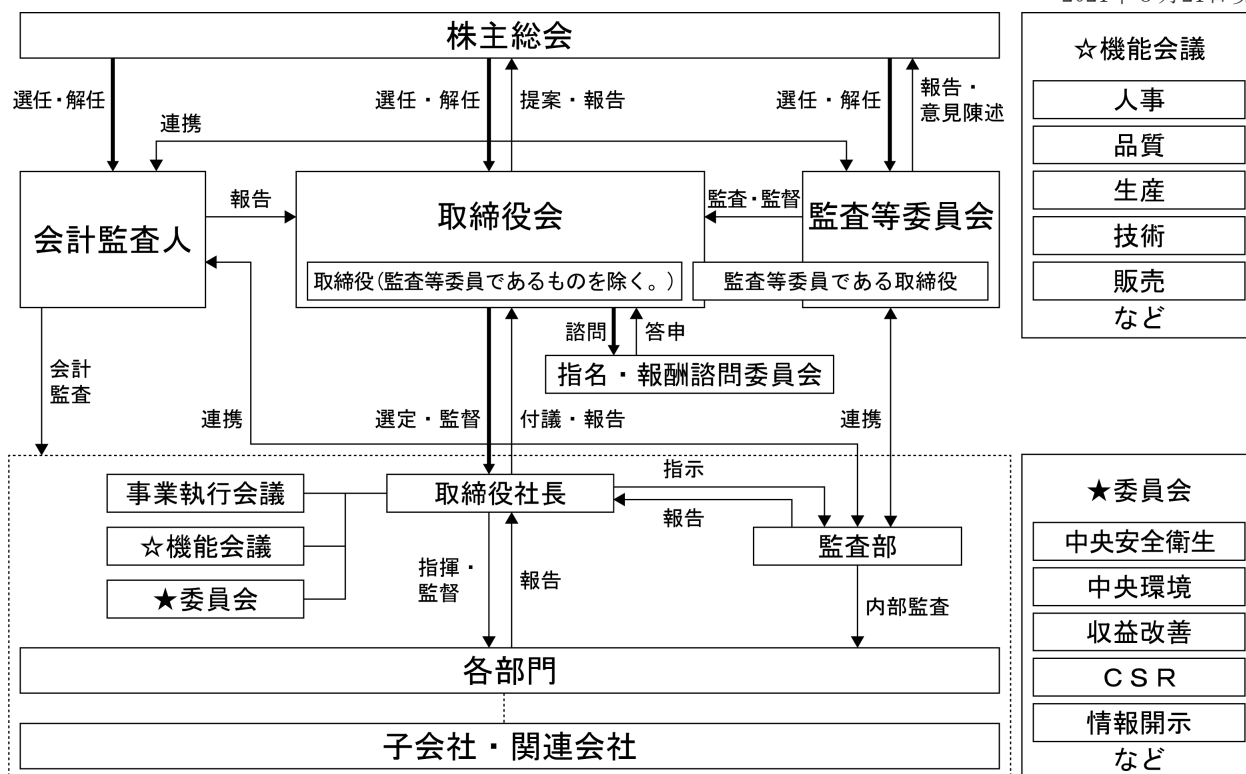 株主総会
選任・解任
選任・解任
提案・報告
選任・解任
報告・
意見陳述
連携
会計監査人
報告
取締役会
監査・監督
監査等委員会
取締役(監査等委員であるものを除く。)
監査等委員である取締役
諮問
答申
指名・報酬諮問委員会
会計
監査
連携
選定・監督
付議・報告
連携
事業執行会議
☆機能会議
★委員会
取締役社長
指示
報告
監査部
指揮・
監督
報告
内部監査
各部門
子会社・関連会社
☆機能会議
人事
品質
生産
技術
販売
など
★委員会
中央安全衛生
中央環境
収益改善
CSR
情報開示
など